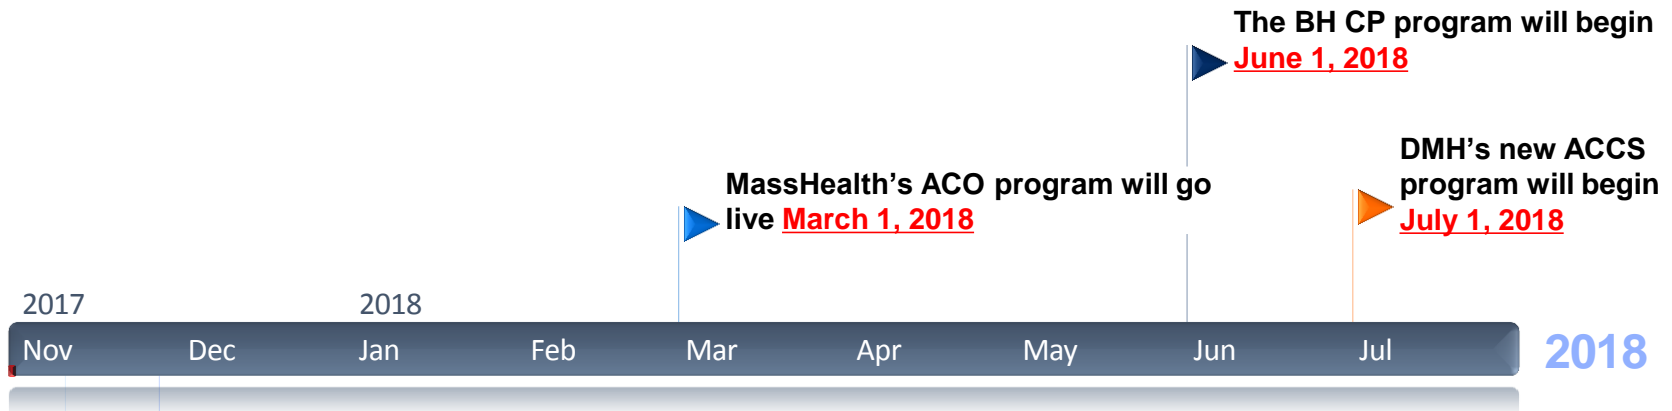 The BH CP program will begin
June 1, 2018
DMH's new ACCS
program will begin
July 1, 2018
MassHealth's ACO program will go
live March 1, 2018
2017 2018
Nov Dec Jan Feb Mar Apr May Jun Jul 2018